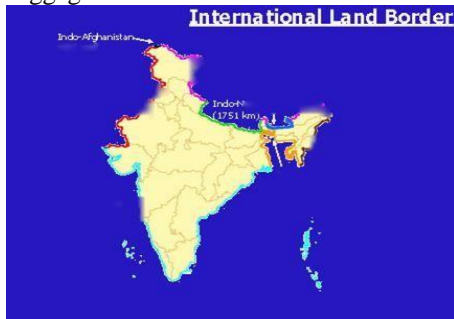 International Land Border
Indo-Afghanistan
Indo-N
(1751 km)